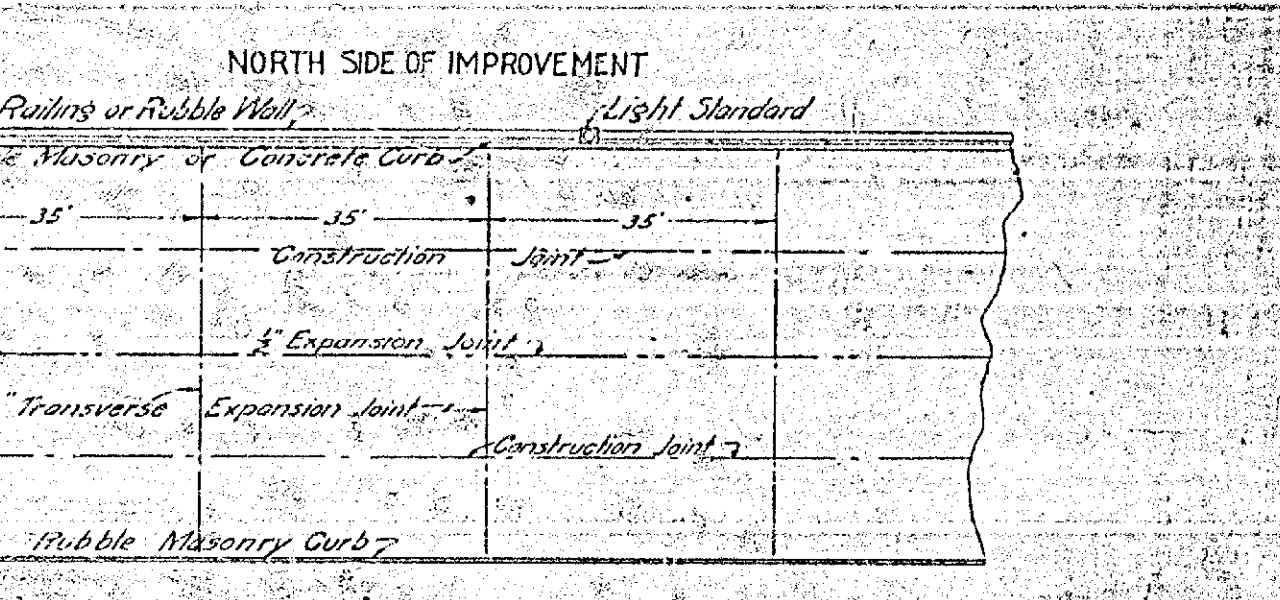 NORTH SIDE OF IMPROVEMENT
Railing or Rubble Wall
Light Standard
Masonry or Concrete Curb
35' 35' 35'
Construction Joint
½" Expansion Joint
" Transverse Expansion Joint
Construction Joint
Rubble Masonry Curb